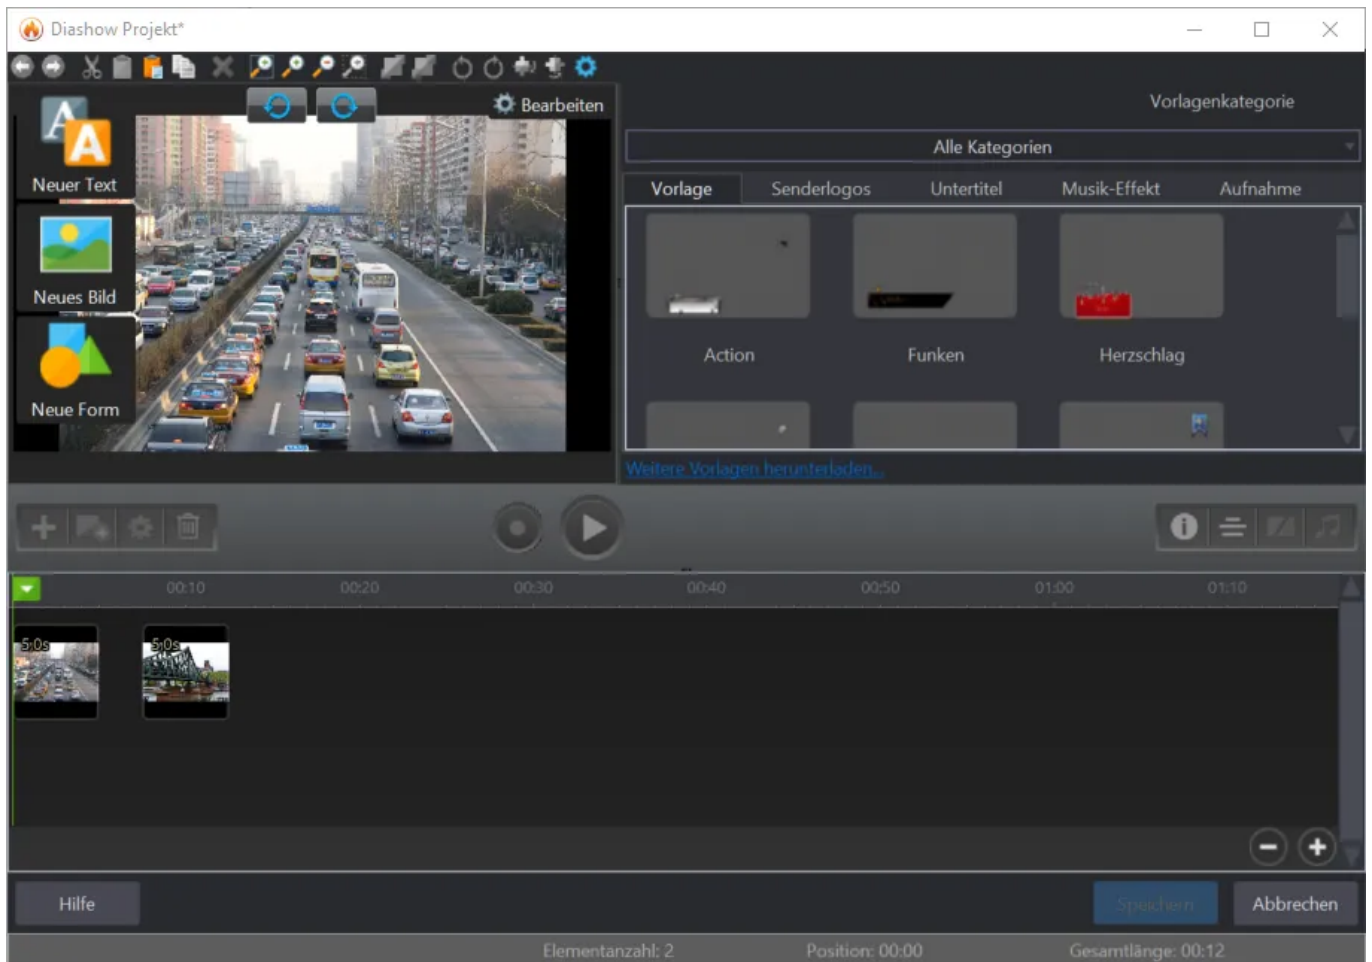 Diashow Projekt*
Bearbeiten
Neuer Text
Neues Bild
Neue Form
Vorlagenkategorie
Alle Kategorien
Vorlage Senderlogos Untertitel Musik-Effekt Aufnahme
Action Funken Herzschlag
Weitere Vorlagen herunterladen...
00:10 00:20 00:30 00:40 00:50 01:00 01:10
5,0s 5,0s
Hilfe Speichern Abbrechen
Elementanzahl: 2 Position: 00:00 Gesamtlänge: 00:12